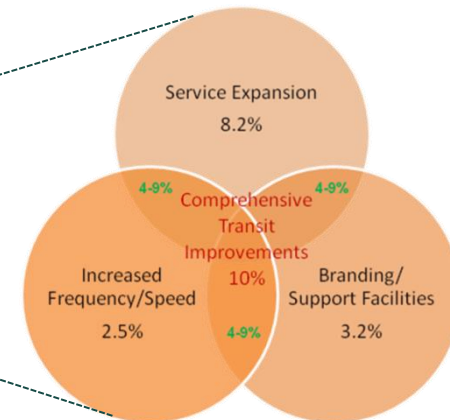 Service Expansion
8.2%
4-9%
4-9%
Comprehensive
Transit
Improvements
10%
Increased
Frequency/Speed
2.5%
Branding/
Support Facilities
3.2%
4-9%